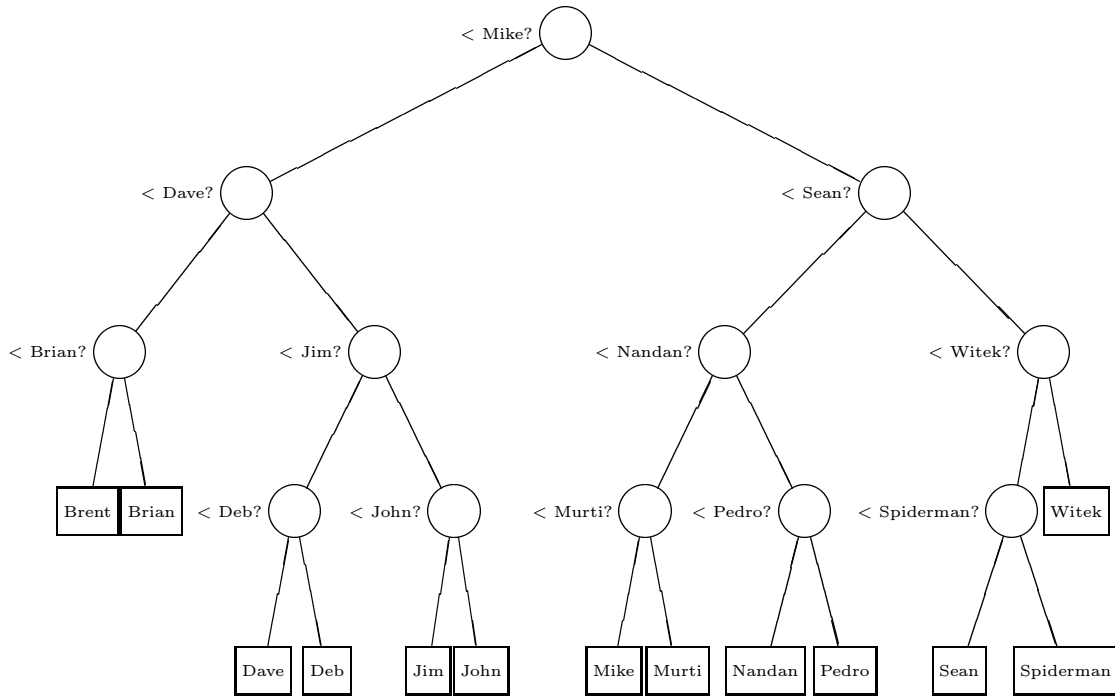 < Mike?
< Dave?
< Sean?
< Brian?
< Jim?
< Nandan?
< Witek?
Brent
Brian
< Deb?
< John?
< Murti?
< Pedro?
< Spiderman?
Witek
Dave
Deb
Jim
John
Mike
Murti
Nandan
Pedro
Sean
Spiderman